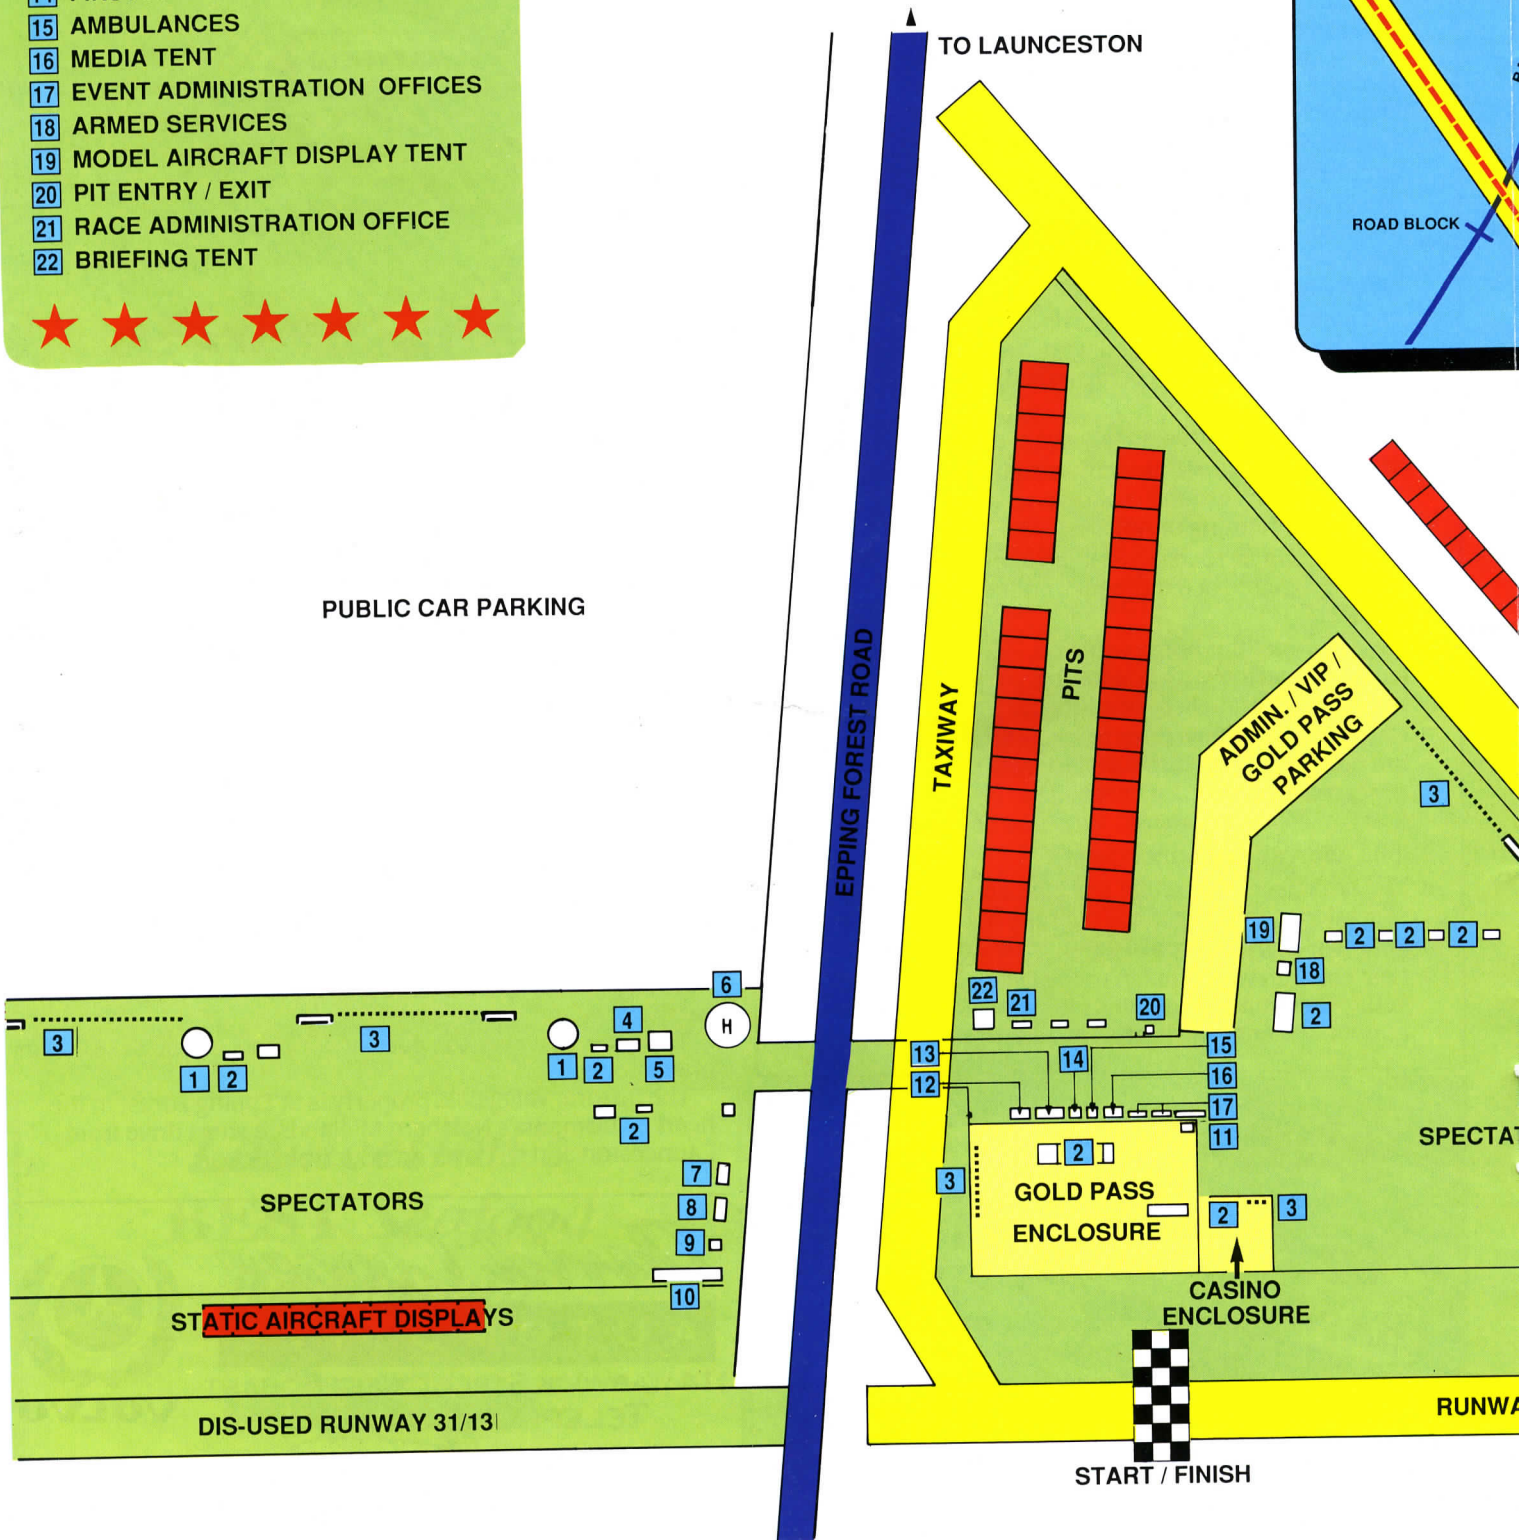 15 AMBULANCES
16 MEDIA TENT
17 EVENT ADMINISTRATION OFFICES
18 ARMED SERVICES
19 MODEL AIRCRAFT DISPLAY TENT
20 PIT ENTRY / EXIT
21 RACE ADMINISTRATION OFFICE
22 BRIEFING TENT
TO LAUNCESTON
ROAD BLOCK
PUBLIC CAR PARKING
EPPING FOREST ROAD
TAXIWAY
PITS
ADMIN. / VIP /
GOLD PASS
PARKING
3
19
2
2
2
18
2
22
21
20
6
H
3
3
4
1
2
1
2
5
2
13
12
14
15
16
17
11
7
8
9
10
SPECTATORS
STATIC AIRCRAFT DISPLAYS
DIS-USED RUNWAY 31/13
3
2
GOLD PASS
ENCLOSURE
2
3
CASINO
ENCLOSURE
SPECTAT
RUNWA
START / FINISH